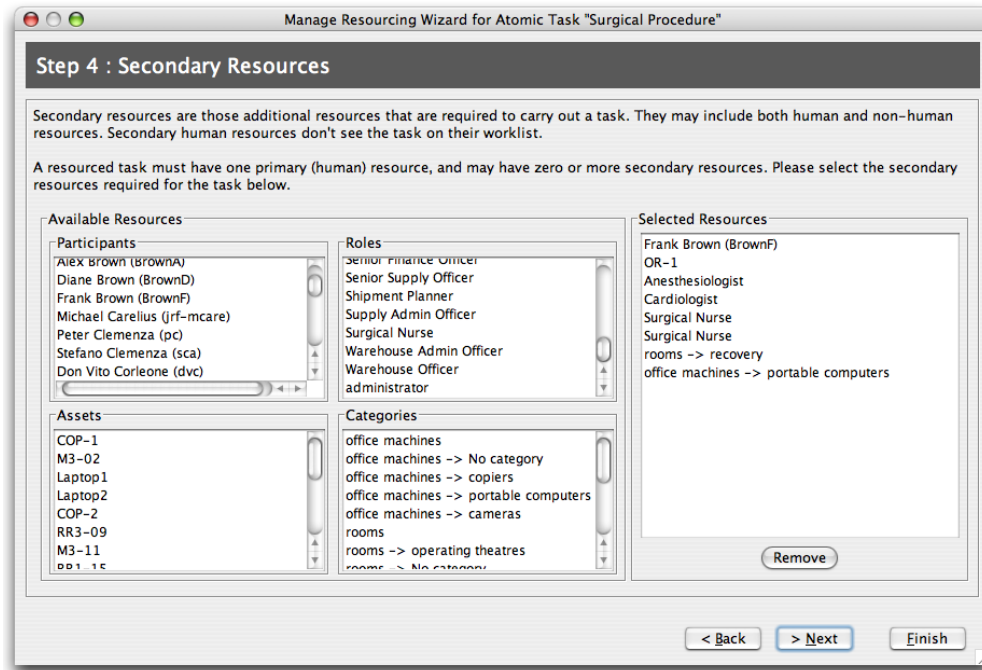 Manage Resourcing Wizard for Atomic Task "Surgical Procedure"
Step 4 : Secondary Resources
Secondary resources are those additional resources that are required to carry out a task. They may include both human and non-human
resources. Secondary human resources don't see the task on their worklist.
A resourced task must have one primary (human) resource, and may have zero or more secondary resources. Please select the secondary
resources required for the task below.
Available Resources
Participants
Alex Brown (BrownA)
Diane Brown (BrownD)
Frank Brown (BrownF)
Michael Carelius (jrf-mcare)
Peter Clemenza (pc)
Stefano Clemenza (sca)
Don Vito Corleone (dvc)
Roles
Senior Finance Officer
Senior Supply Officer
Shipment Planner
Supply Admin Officer
Surgical Nurse
Warehouse Admin Officer
Warehouse Officer
administrator
Assets
COP-1
M3-02
Laptop1
Laptop2
COP-2
RR3-09
M3-11
RR1-15
Categories
office machines
office machines -> No category
office machines -> copiers
office machines -> portable computers
office machines -> cameras
rooms
rooms -> operating theatres
rooms -> No category
Selected Resources
Frank Brown (BrownF)
OR-1
Anesthesiologist
Cardiologist
Surgical Nurse
Surgical Nurse
rooms -> recovery
office machines -> portable computers
Remove
< Back
> Next
Finish